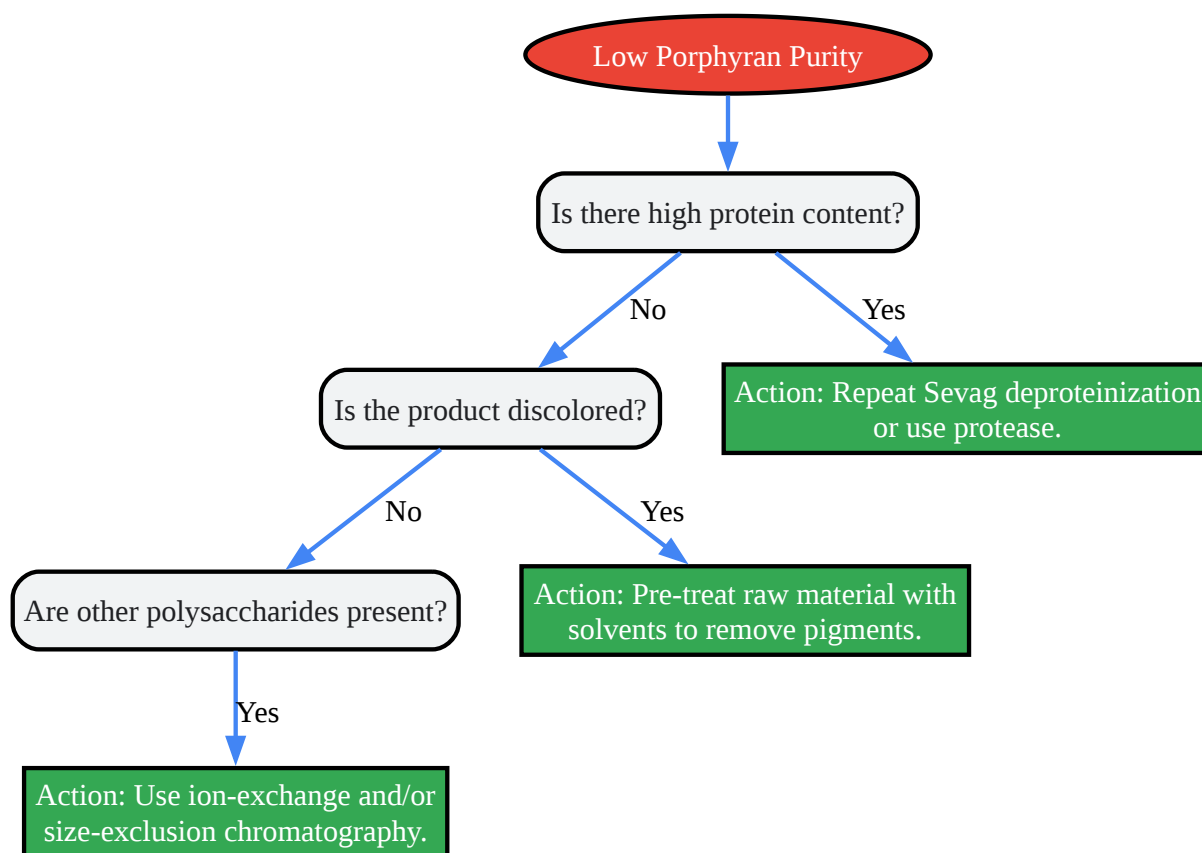 Low Porphyran Purity
Is there high protein content?
No
Yes
Is the product discolored?
Action: Repeat Sevag deproteinization
or use protease.
No
Yes
Are other polysaccharides present?
Action: Pre-treat raw material with
solvents to remove pigments.
Yes
Action: Use ion-exchange and/or
size-exclusion chromatography.